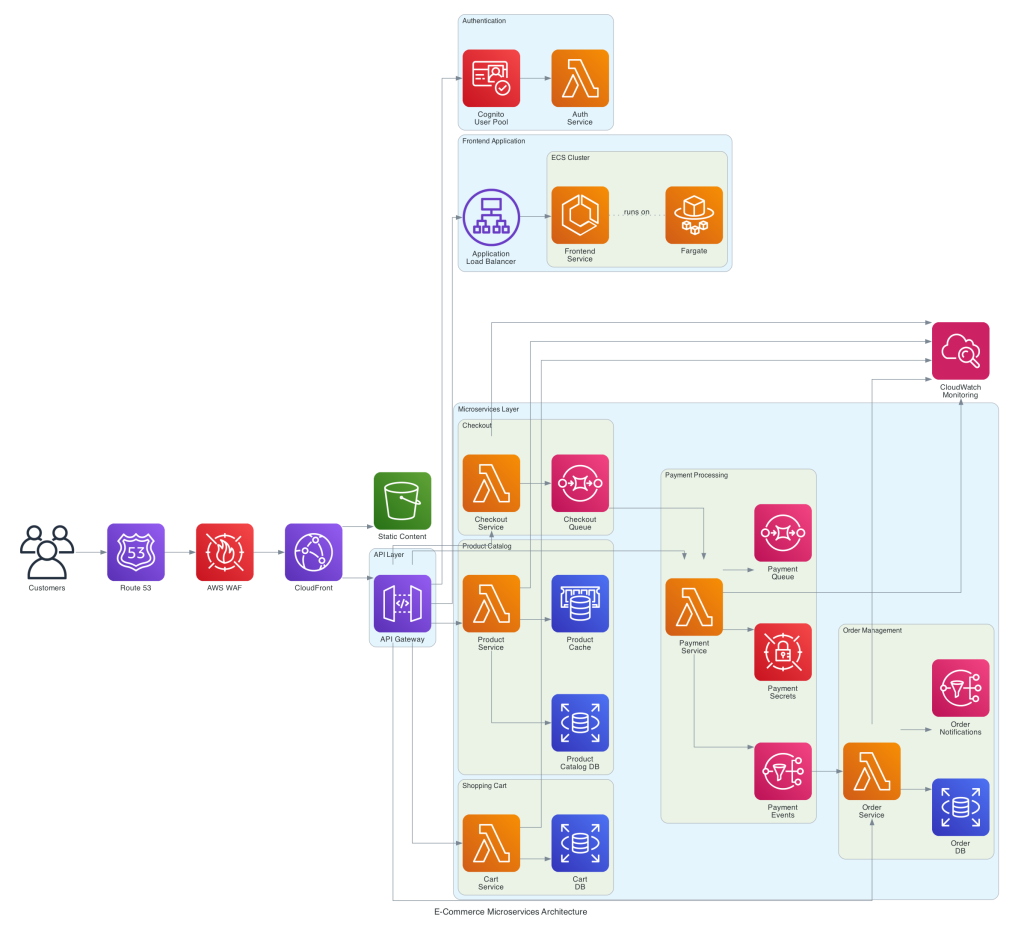 Authentication
Cognito
User Pool
Auth
Service
Frontend Application
ECS Cluster
runs on
Application
Load Balancer
Frontend
Service
Fargate
CloudWatch
Monitoring
Microservices Layer
Checkout
Checkout
Service
Checkout
Queue
Payment Processing
Payment
Queue
Static Content
53
Customers
Route 53
AWS WAF
CloudFront
API Layer
</>
API Gateway
Product Catalog
Product
Service
Product
Cache
Product
Catalog DB
Payment
Service
Payment
Secrets
Payment
Events
Order Management
Order
Notifications
Order
Service
Order
DB
Shopping Cart
Cart
Service
Cart
DB
E-Commerce Microservices Architecture